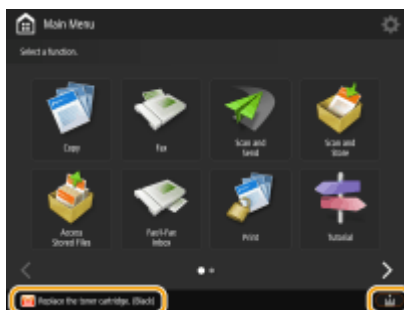 Main Menu
Select a function.
Copy
Fax
Scan and
Send
Scan and
Store
Access
Stored Files
Fax/I-Fax
Inbox
Print
Tutorial
Replace the toner cartridge. (Black)